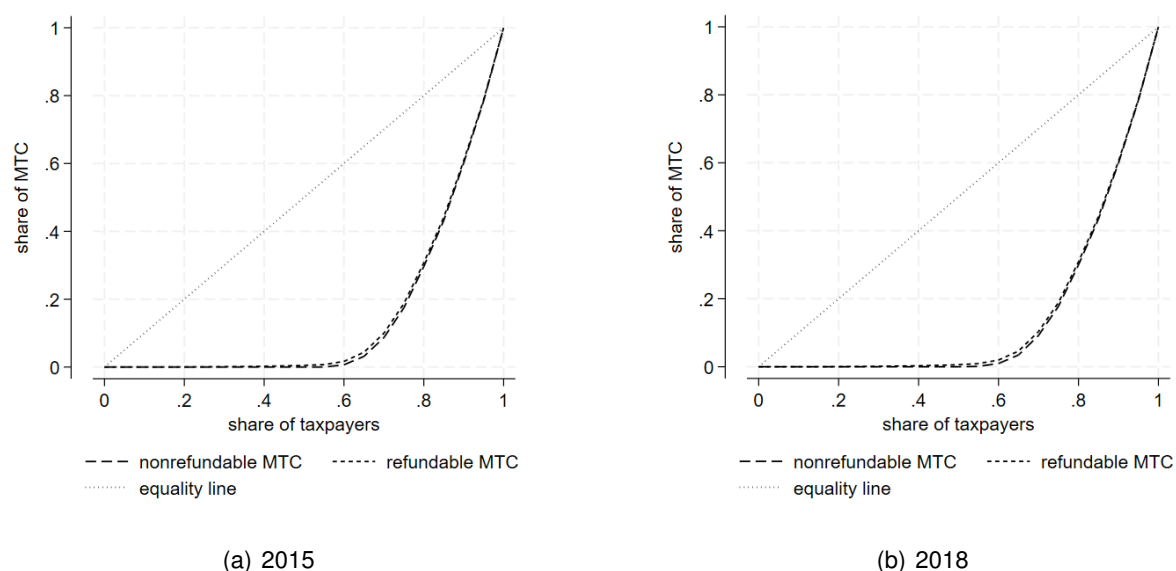 1
.8
.6
.4
.2
0
share of MTC
0 .2 .4 .6 .8 1
share of taxpayers
nonrefundable MTC refundable MTC
equality line
(a) 2015
1
.8
.6
.4
.2
0
share of MTC
0 .2 .4 .6 .8 1
share of taxpayers
nonrefundable MTC refundable MTC
equality line
(b) 2018